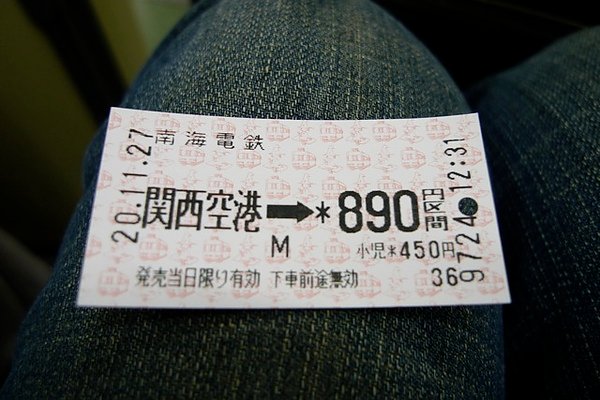 南海電鉄
20.11.27
関西空港➡*890円区間
M
小児*450円
発売当日限り有効 下車前途無効
36
9724●12:31